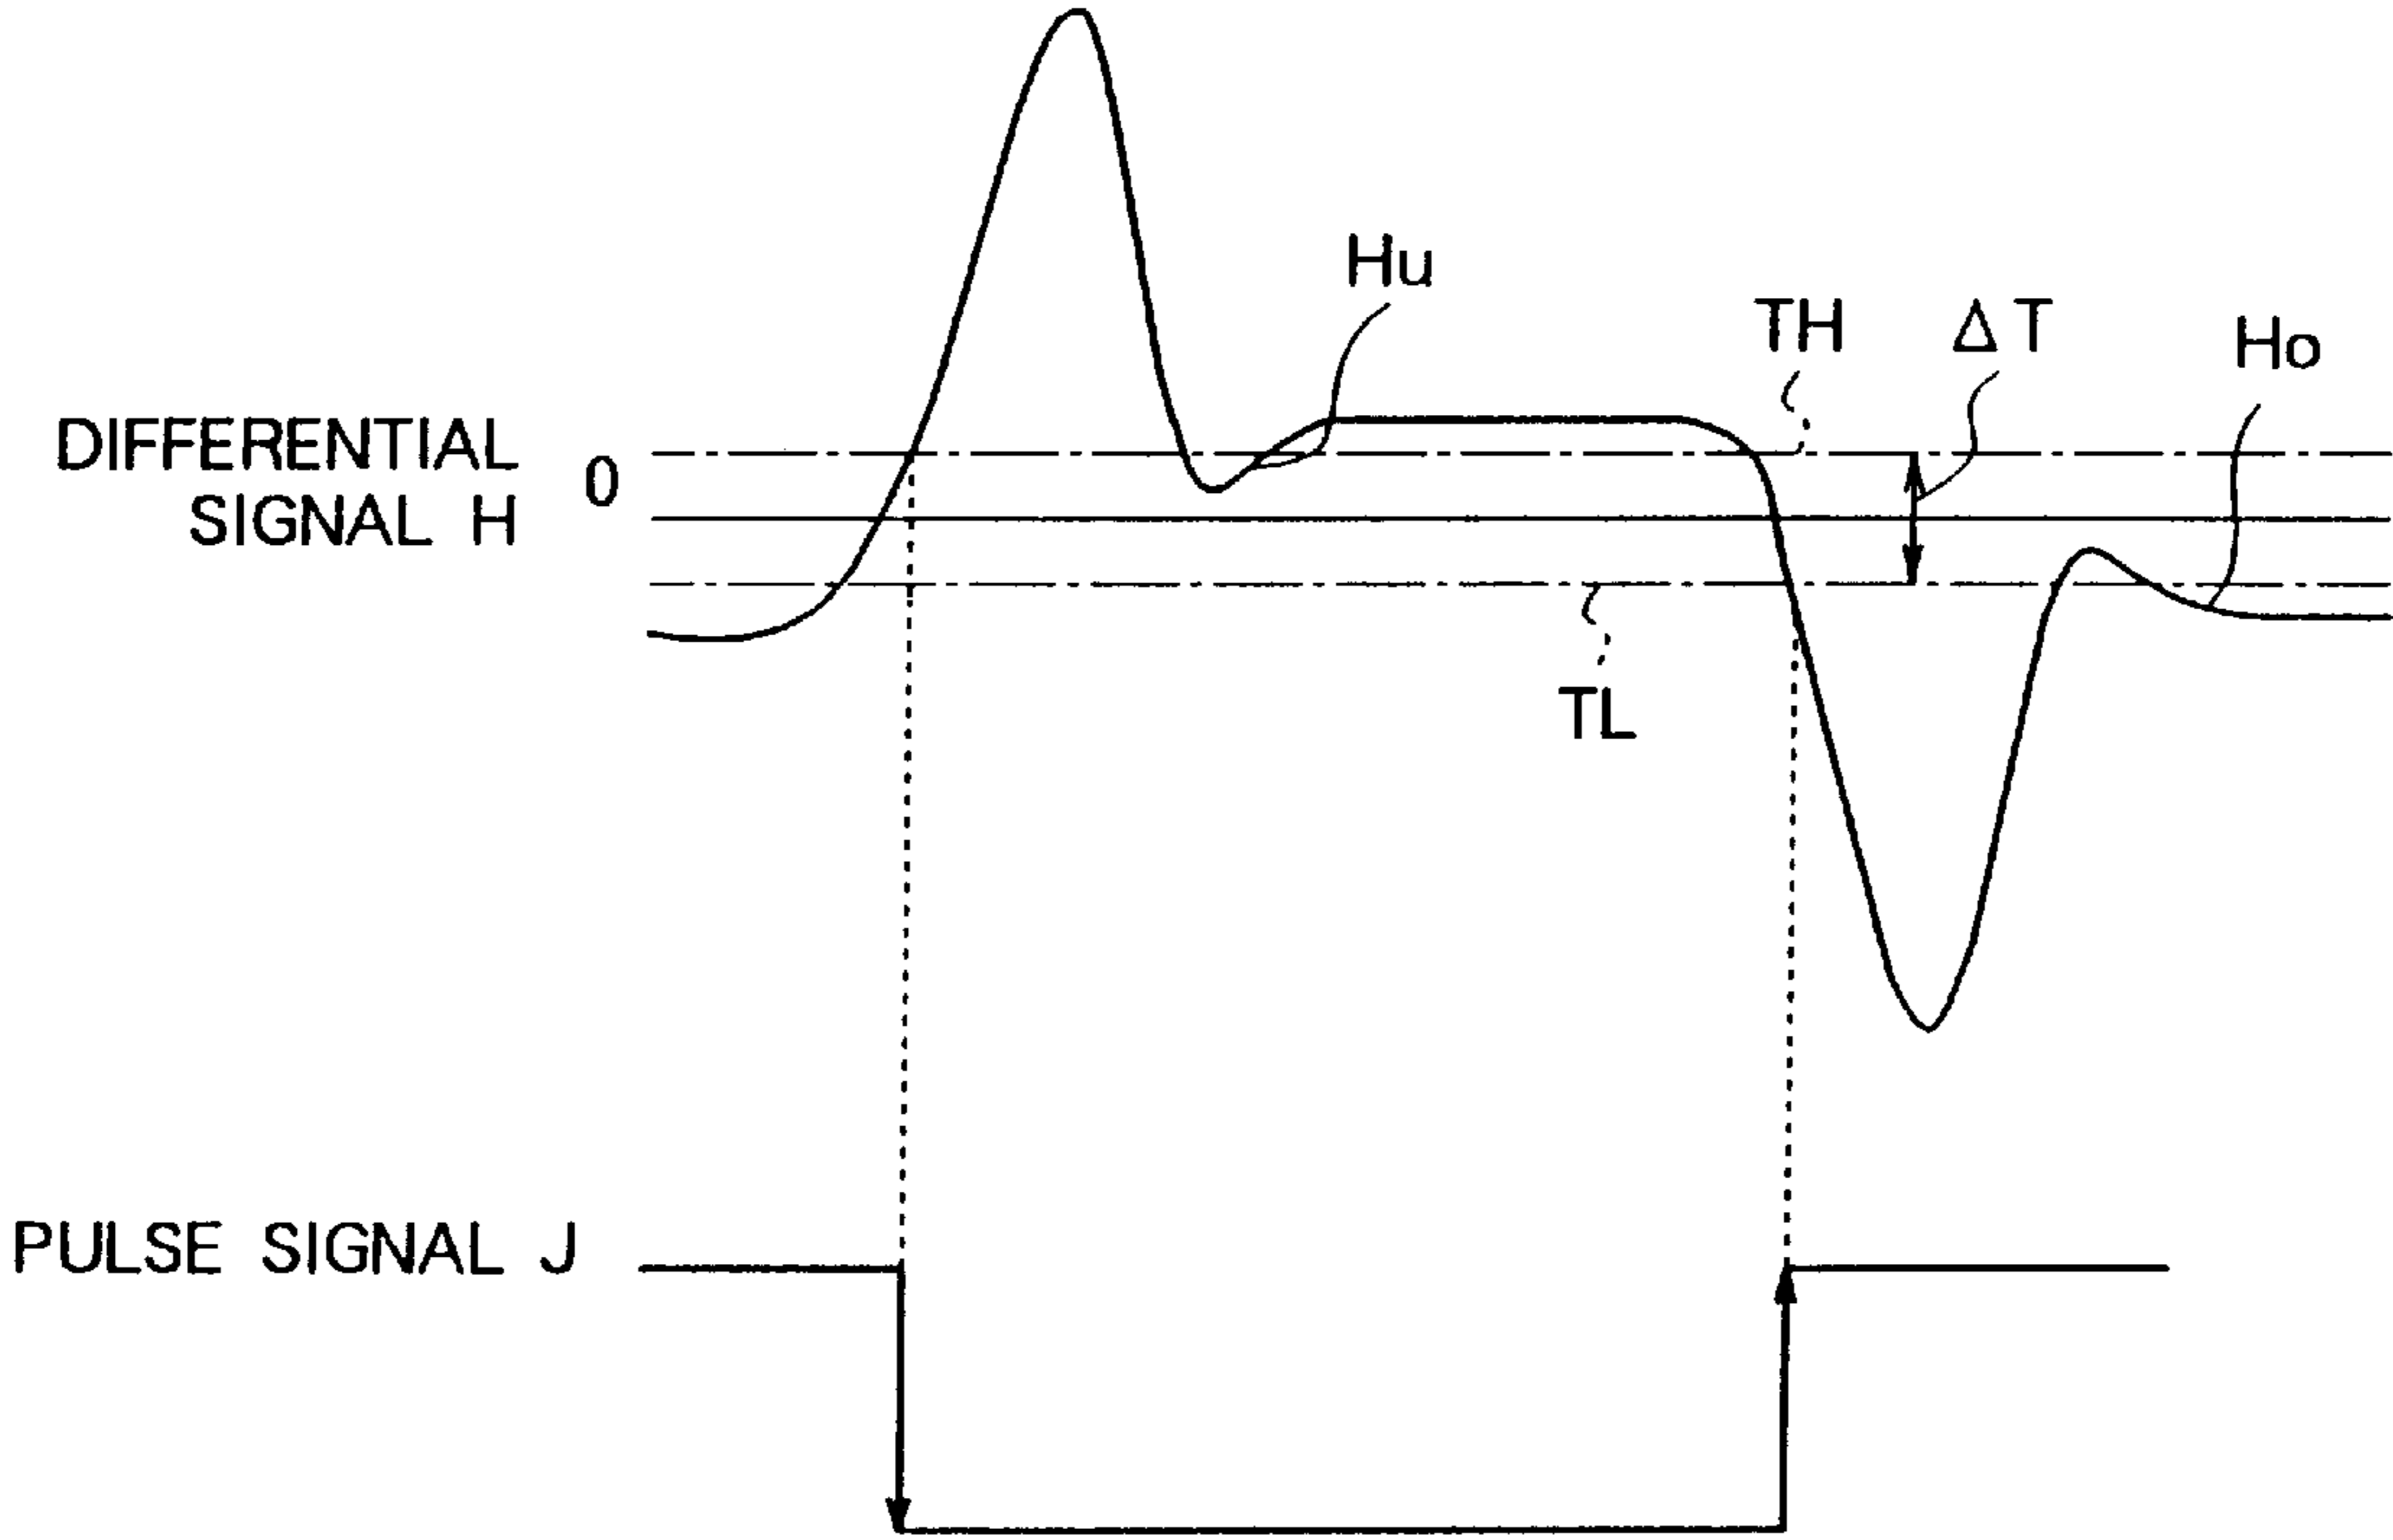 Hu
TH
ΔT
Ho
DIFFERENTIAL
SIGNAL H
0
TL
PULSE SIGNAL J